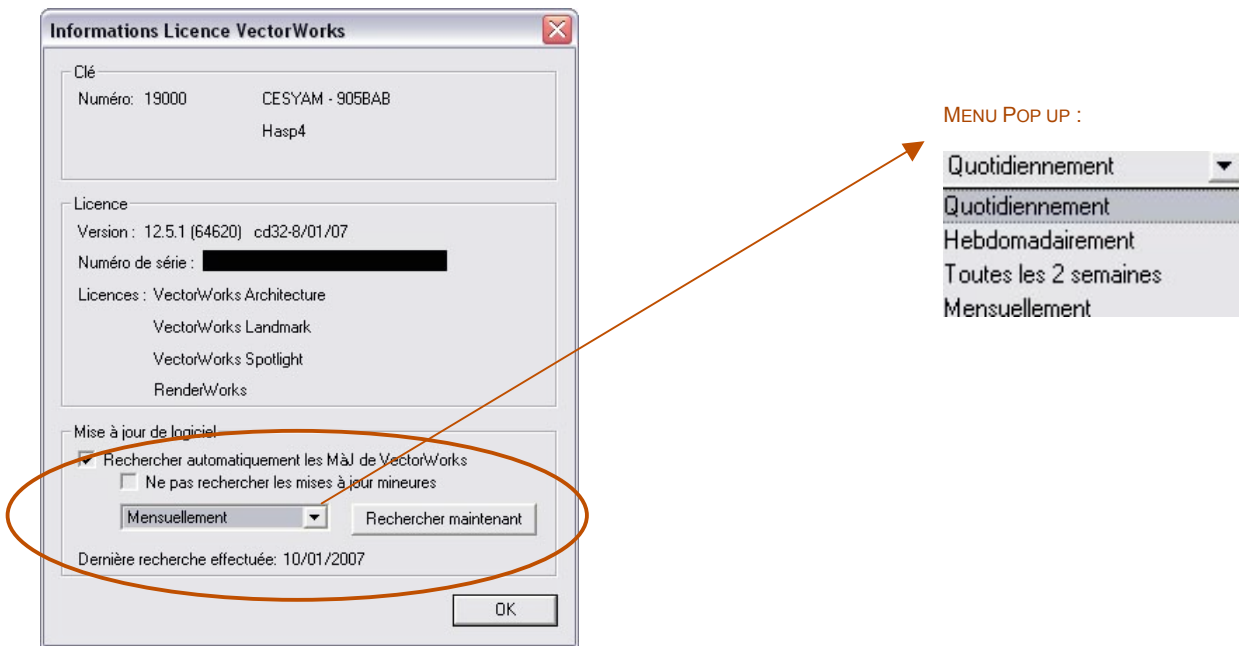 Informations Licence VectorWorks
Clé
Numéro: 19000 CESYAM - 905BAB
Hasp4
Licence
Version : 12.5.1 (64620) cd32-8/01/07
Numéro de série :
Licences : VectorWorks Architecture
VectorWorks Landmark
VectorWorks Spotlight
RenderWorks
Mise à jour de logiciel
Rechercher automatiquement les MàJ de VectorWorks
Ne pas rechercher les mises à jour mineures
Mensuellement Rechercher maintenant
Dernière recherche effectuée: 10/01/2007
OK
MENU POP UP :
Quotidiennement
Quotidiennement
Hebdomadairement
Toutes les 2 semaines
Mensuellement